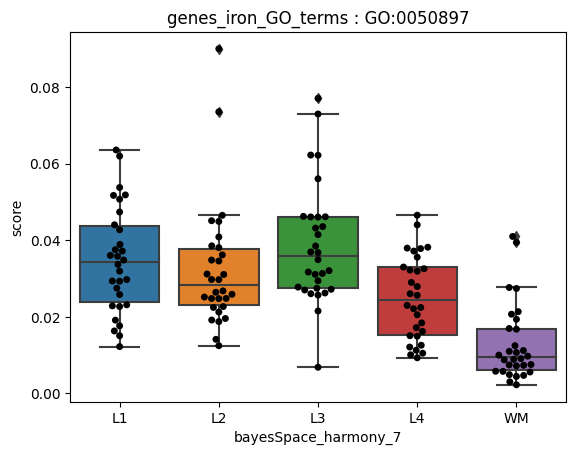 genes_iron_GO_terms : GO:0050897
0.08
0.06
0.04
0.02
0.00
score
L1 L2 L3 L4 WM
bayesSpace_harmony_7